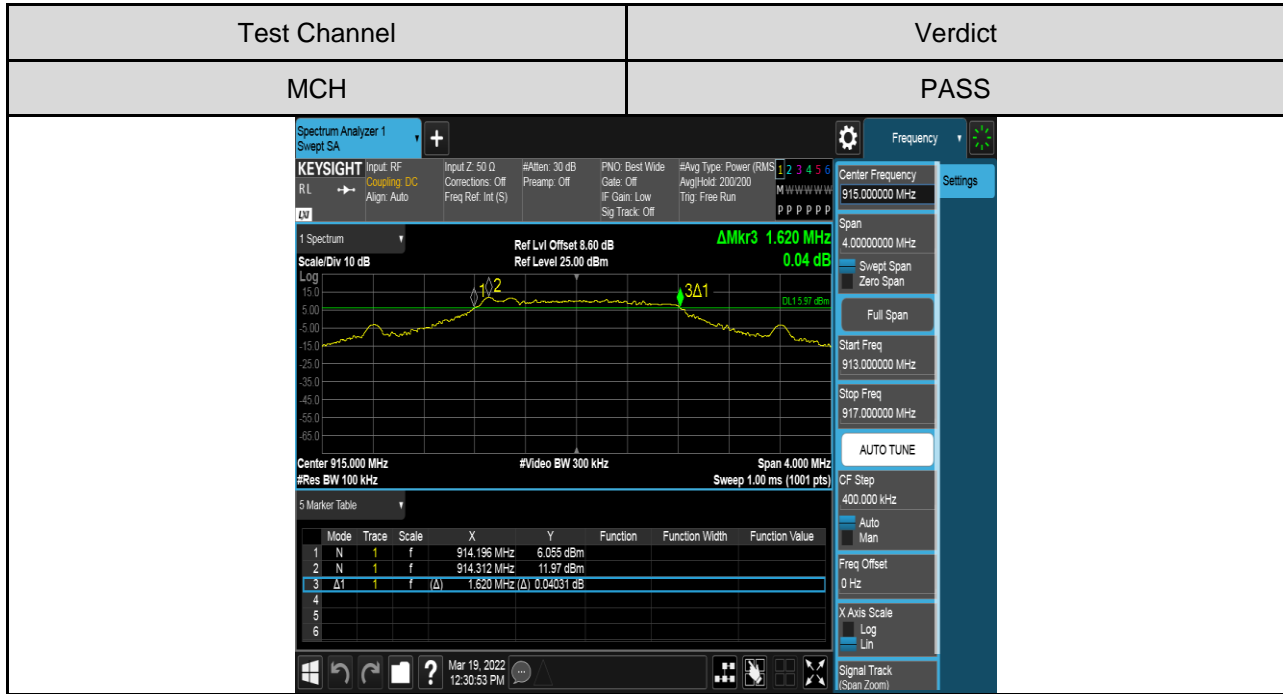 Test Channel
Verdict
MCH
PASS
Spectrum Analyzer 1
Swept SA
+
Frequency
KEYSIGHT
RL
LXI
Input: RF
Coupling: DC
Align: Auto
Input Z: 50 Ω
Corrections: Off
Freq Ref: Int (S)
#Atten: 30 dB
Preamp: Off
PNO: Best Wide
Gate: Off
IF Gain: Low
Sig Track: Off
#Avg Type: Power (RMS
Avg|Hold: 200/200
Trig: Free Run
1 2 3 4 5 6
M W W W W W
P P P P P P
1 Spectrum
Scale/Div 10 dB
Ref Lvl Offset 8.60 dB
Ref Level 25.00 dBm
ΔMkr3 1.620 MHz
0.04 dB
Log
15.0
5.00
-5.00
-15.0
-25.0
-35.0
-45.0
-55.0
-65.0
1
2
3Δ1
DL1 5.97 dBm
Center 915.000 MHz
#Video BW 300 kHz
Span 4.000 MHz
#Res BW 100 kHz
Sweep 1.00 ms (1001 pts)
5 Marker Table
Mode Trace Scale X Y Function Function Width Function Value
1 N 1 f 914.196 MHz 6.055 dBm
2 N 1 f 914.312 MHz 11.97 dBm
3 Δ1 1 f (Δ) 1.620 MHz (Δ) 0.04031 dB
4
5
6
?
Mar 19, 2022
12:30:53 PM
Center Frequency
915.000000 MHz
Settings
Span
4.00000000 MHz
Swept Span
Zero Span
Full Span
Start Freq
913.000000 MHz
Stop Freq
917.000000 MHz
AUTO TUNE
CF Step
400.000 kHz
Auto
Man
Freq Offset
0 Hz
X Axis Scale
Log
Lin
Signal Track
(Span Zoom)